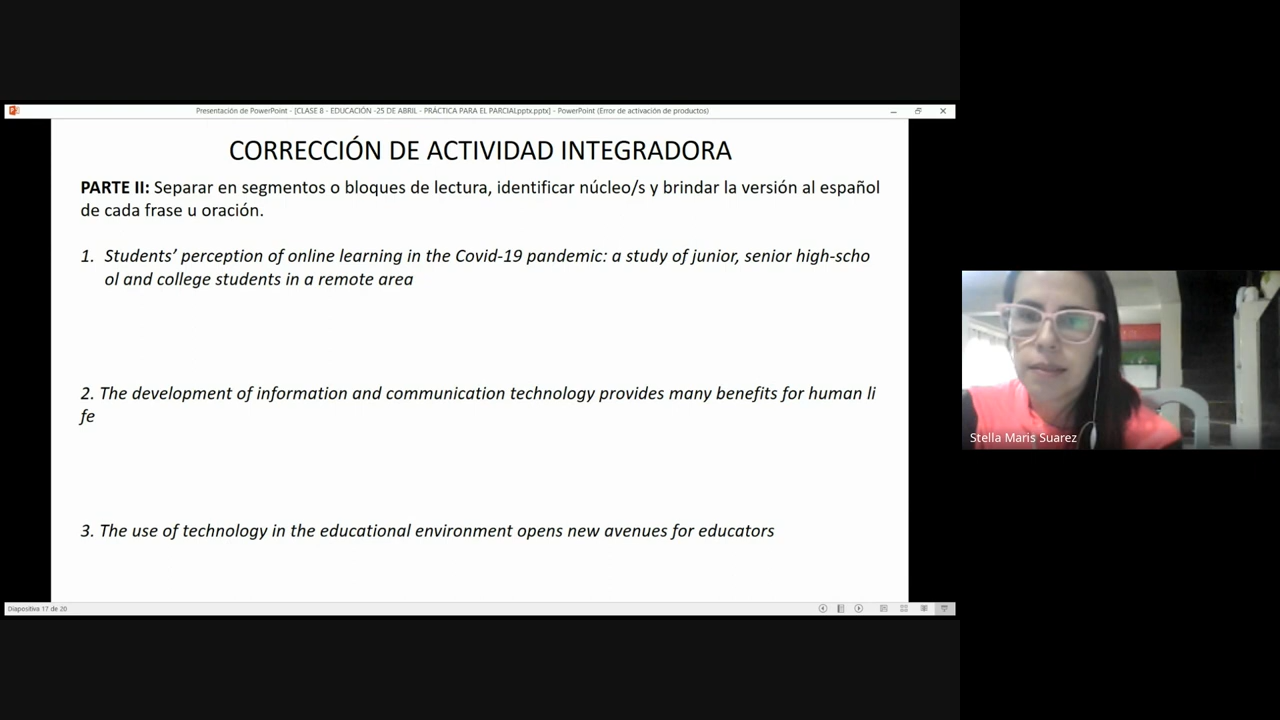 Presentación de PowerPoint - [CLASE 8 - EDUCACIÓN -25 DE ABRIL - PRÁCTICA PARA EL PARCIAL.pptx.pptx] - PowerPoint (Error de activación de productos)
CORRECCIÓN DE ACTIVIDAD INTEGRADORA
PARTE II: Separar en segmentos o bloques de lectura, identificar núcleo/s y brindar la versión al español
de cada frase u oración.
1. Students’ perception of online learning in the Covid-19 pandemic: a study of junior, senior high-scho
ol and college students in a remote area
2. The development of information and communication technology provides many benefits for human li
fe
3. The use of technology in the educational environment opens new avenues for educators
Diapositiva 17 de 20
Stella Maris Suarez